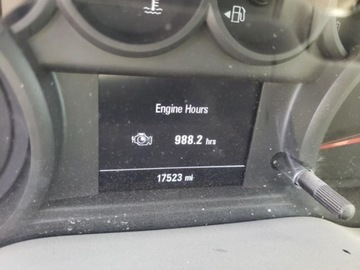 Engine Hours
988.2 hrs
17523 mi